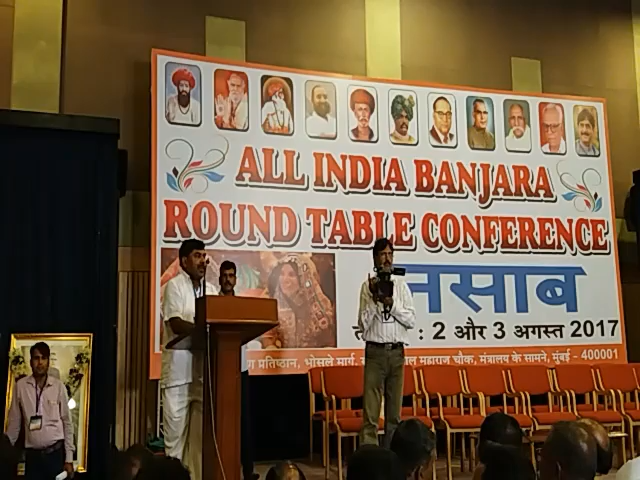 ALL INDIA BANJARA
ROUND TABLE CONFERENCE
नसाब
: 2 और 3 अगस्त 2017
प्रतिष्ठान, भोसले मार्ग, महाराज चौक, मंत्रालय के सामने, मुंबई - 400001